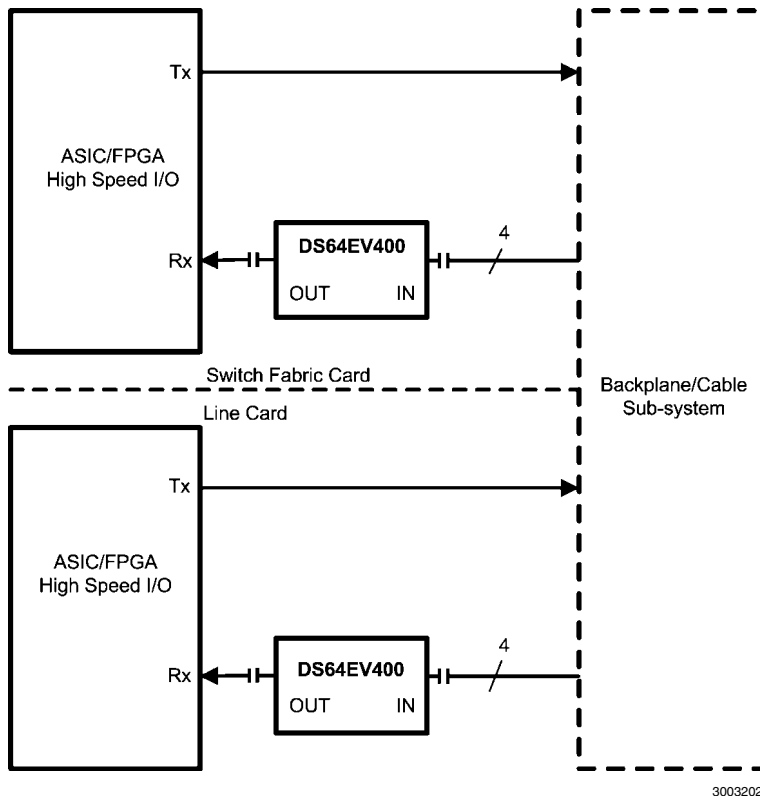 Tx
ASIC/FPGA
High Speed I/O
Rx
DS64EV400
OUT IN
4
Switch Fabric Card
Line Card
Backplane/Cable
Sub-system
Tx
ASIC/FPGA
High Speed I/O
Rx
DS64EV400
OUT IN
4
3003202